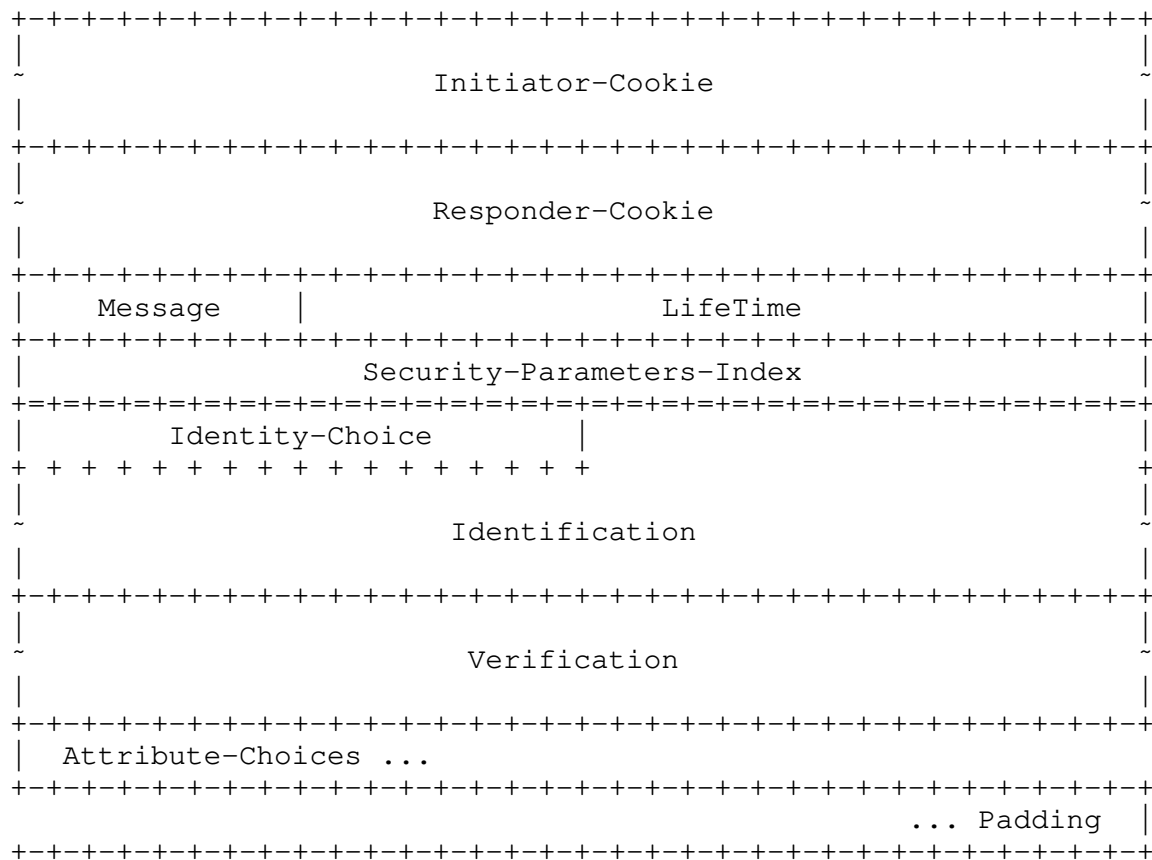 +-+-+-+-+-+-+-+-+-+-+-+-+-+-+-+-+-+-+-+-+-+-+-+-+-+-+-+-+-+-+-+-+
|                                                               |
~                       Initiator-Cookie                        ~
|                                                               |
+-+-+-+-+-+-+-+-+-+-+-+-+-+-+-+-+-+-+-+-+-+-+-+-+-+-+-+-+-+-+-+-+
|                                                               |
~                       Responder-Cookie                        ~
|                                                               |
+-+-+-+-+-+-+-+-+-+-+-+-+-+-+-+-+-+-+-+-+-+-+-+-+-+-+-+-+-+-+-+-+
|    Message    |                    LifeTime                   |
+-+-+-+-+-+-+-+-+-+-+-+-+-+-+-+-+-+-+-+-+-+-+-+-+-+-+-+-+-+-+-+-+
|                   Security-Parameters-Index                   |
+=+=+=+=+=+=+=+=+=+=+=+=+=+=+=+=+=+=+=+=+=+=+=+=+=+=+=+=+=+=+=+=+
|        Identity-Choice        |                               |
+ + + + + + + + + + + + + + + + +                               +
|                                                               |
~                        Identification                         ~
|                                                               |
+-+-+-+-+-+-+-+-+-+-+-+-+-+-+-+-+-+-+-+-+-+-+-+-+-+-+-+-+-+-+-+-+
|                                                               |
~                         Verification                          ~
|                                                               |
+-+-+-+-+-+-+-+-+-+-+-+-+-+-+-+-+-+-+-+-+-+-+-+-+-+-+-+-+-+-+-+-+
|  Attribute-Choices ...
+-+-+-+-+-+-+-+-+-+-+-+-+-+-+-+-+-+-+-+-+-+-+-+-+-+-+-+-+-+-+-+-+
                                                   ... Padding  |
+-+-+-+-+-+-+-+-+-+-+-+-+-+-+-+-+-+-+-+-+-+-+-+-+-+-+-+-+-+-+-+-+